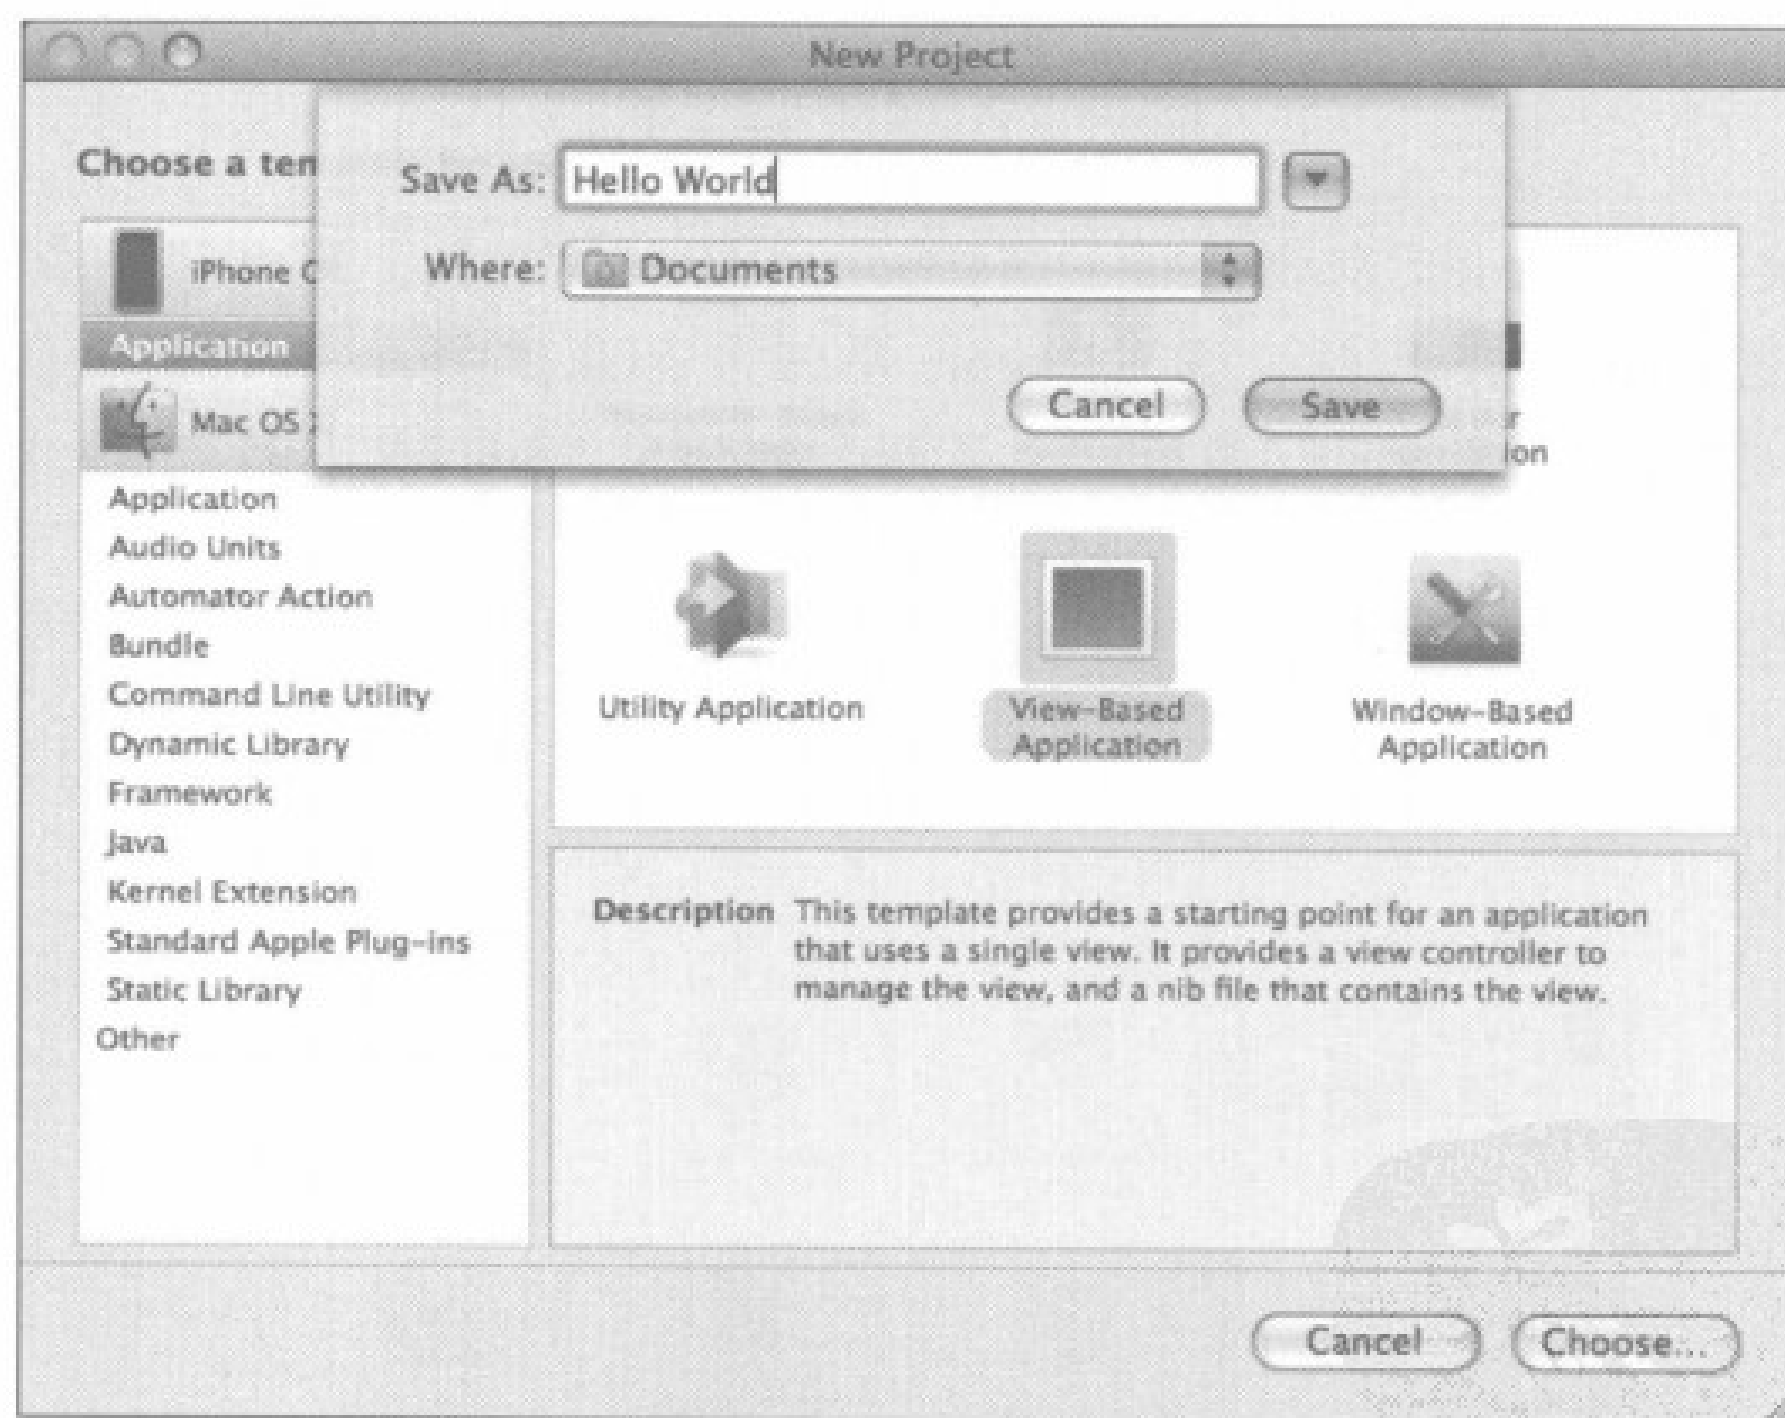 New Project
Choose a tem
Save As: Hello World
Where: Documents
Cancel Save
iPhone O
Application
Mac OS X
Application
Audio Units
Automator Action
Bundle
Command Line Utility
Dynamic Library
Framework
Java
Kernel Extension
Standard Apple Plug-ins
Static Library
Other
Utility Application
View-Based
Application
Window-Based
Application
Description This template provides a starting point for an application
that uses a single view. It provides a view controller to
manage the view, and a nib file that contains the view.
Cancel Choose...